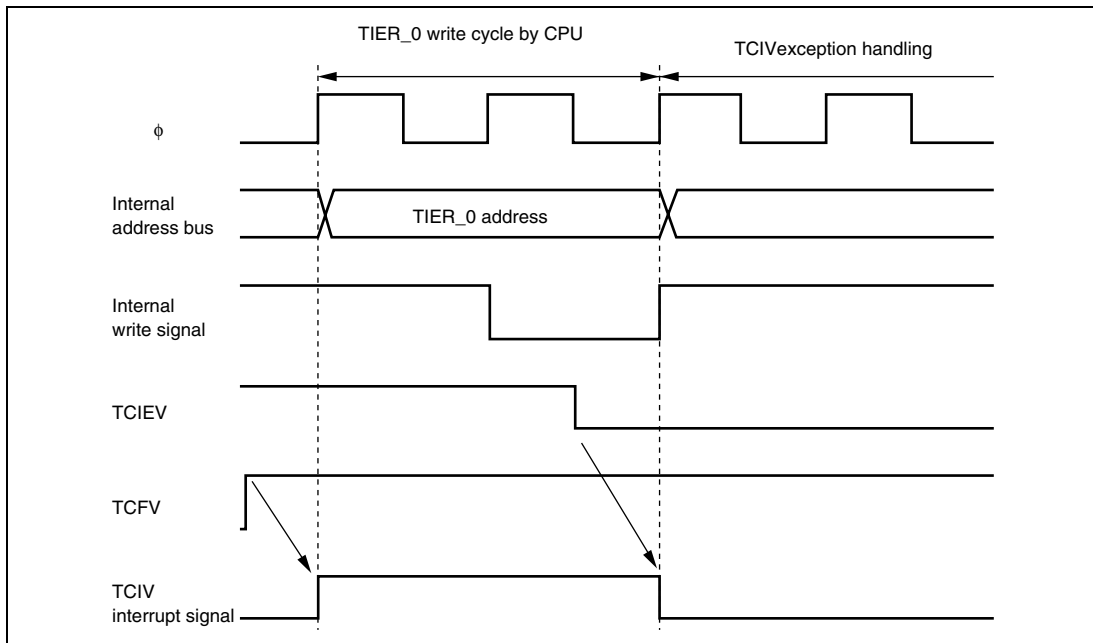 TIER_0 write cycle by CPU
TCIVexception handling
ϕ
Internal
address bus
TIER_0 address
Internal
write signal
TCIEV
TCFV
TCIV
interrupt signal